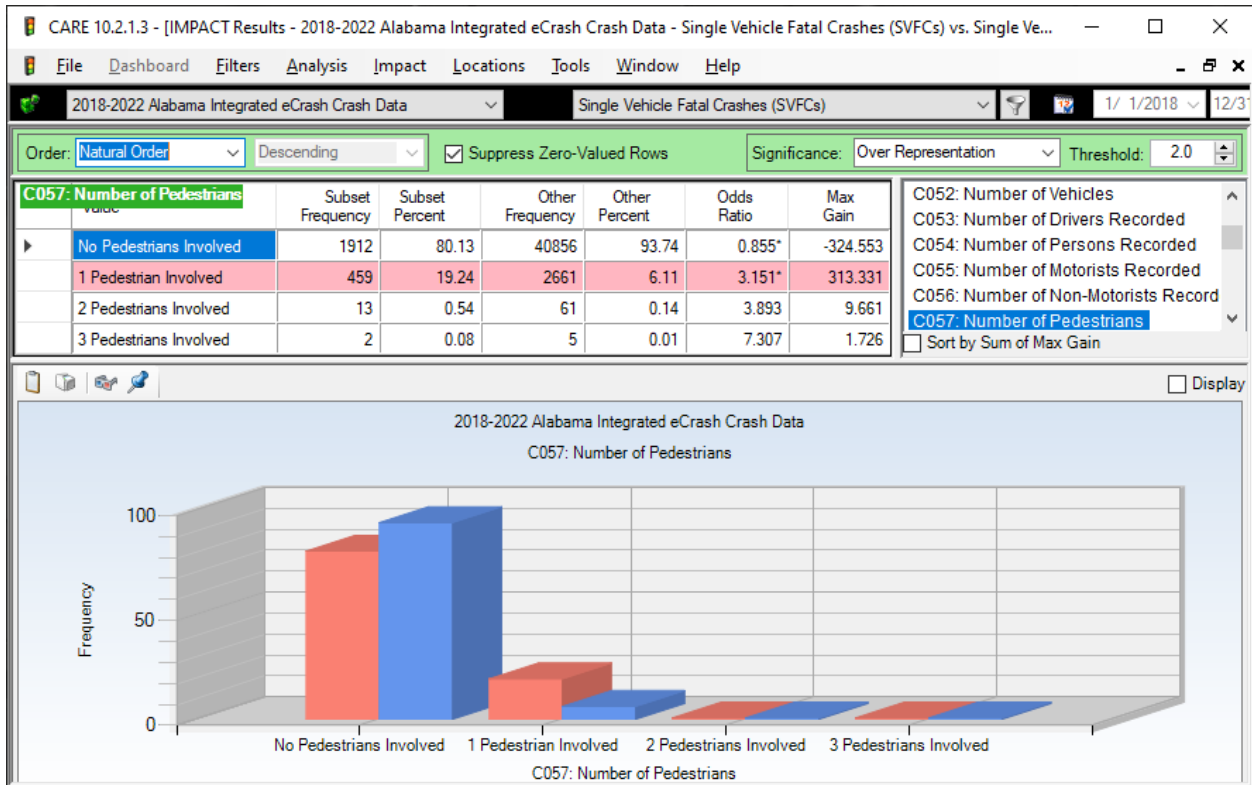 CARE 10.2.1.3 - [IMPACT Results - 2018-2022 Alabama Integrated eCrash Crash Data - Single Vehicle Fatal Crashes (SVFCs) vs. Single Ve...
File Dashboard Filters Analysis Impact Locations Tools Window Help
2018-2022 Alabama Integrated eCrash Crash Data Single Vehicle Fatal Crashes (SVFCs) 1/ 1/2018 12/31
Order: Natural Order Descending Suppress Zero-Valued Rows Significance: Over Representation Threshold: 2.0
C057: Number of Pedestrians Subset Frequency Subset Percent Other Frequency Other Percent Odds Ratio Max Gain
No Pedestrians Involved 1912 80.13 40856 93.74 0.855* -324.553
1 Pedestrian Involved 459 19.24 2661 6.11 3.151* 313.331
2 Pedestrians Involved 13 0.54 61 0.14 3.893 9.661
3 Pedestrians Involved 2 0.08 5 0.01 7.307 1.726
C052: Number of Vehicles
C053: Number of Drivers Recorded
C054: Number of Persons Recorded
C055: Number of Motorists Recorded
C056: Number of Non-Motorists Record
C057: Number of Pedestrians
Sort by Sum of Max Gain
Display
2018-2022 Alabama Integrated eCrash Crash Data
C057: Number of Pedestrians
100
50
0
Frequency
No Pedestrians Involved 1 Pedestrian Involved 2 Pedestrians Involved 3 Pedestrians Involved
C057: Number of Pedestrians